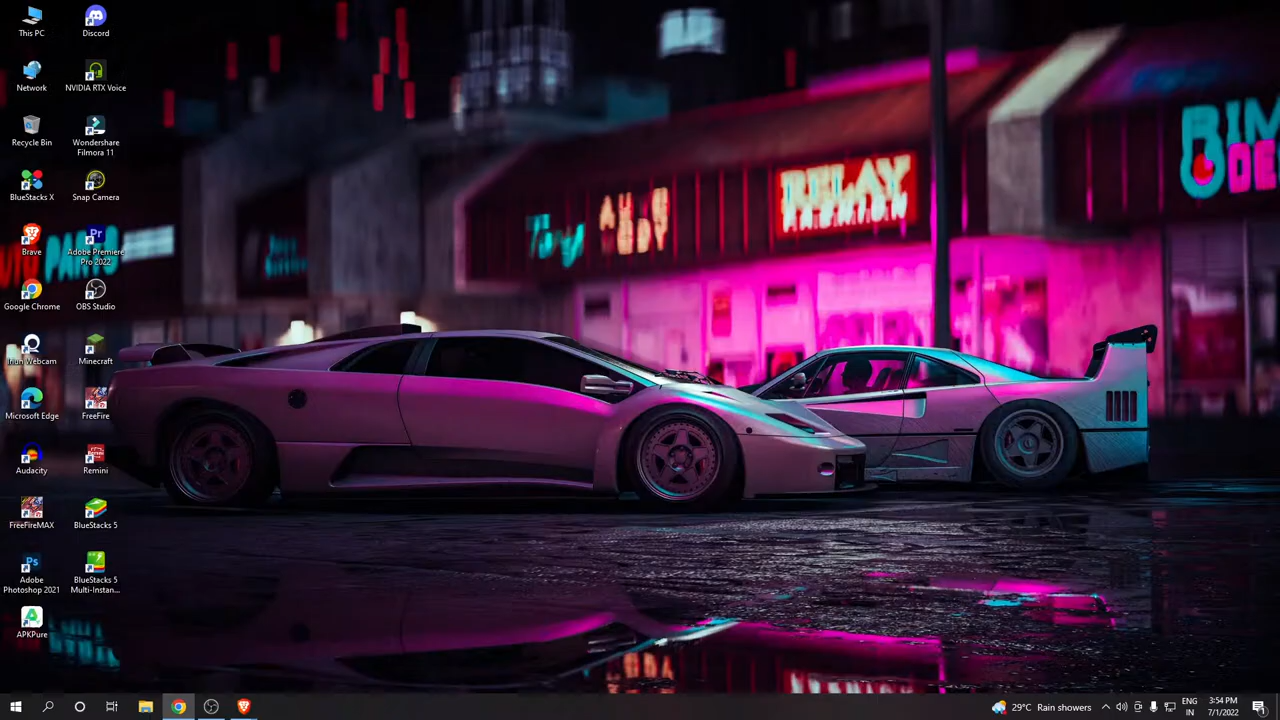 This PC
Discord
Network
NVIDIA RTX Voice
Recycle Bin
Wondershare
Filmora 11
BlueStacks X
Snap Camera
Brave
Adobe Premiere
Pro 2022
Google Chrome
OBS Studio
Iriun Webcam
Minecraft
Microsoft Edge
FreeFire
Audacity
Remini
FreeFireMAX
BlueStacks 5
Adobe
Photoshop 2021
BlueStacks 5
Multi-Instan...
APKPure
RELAY
FASHION
29°C Rain showers
ENG
IN
3:54 PM
7/1/2022